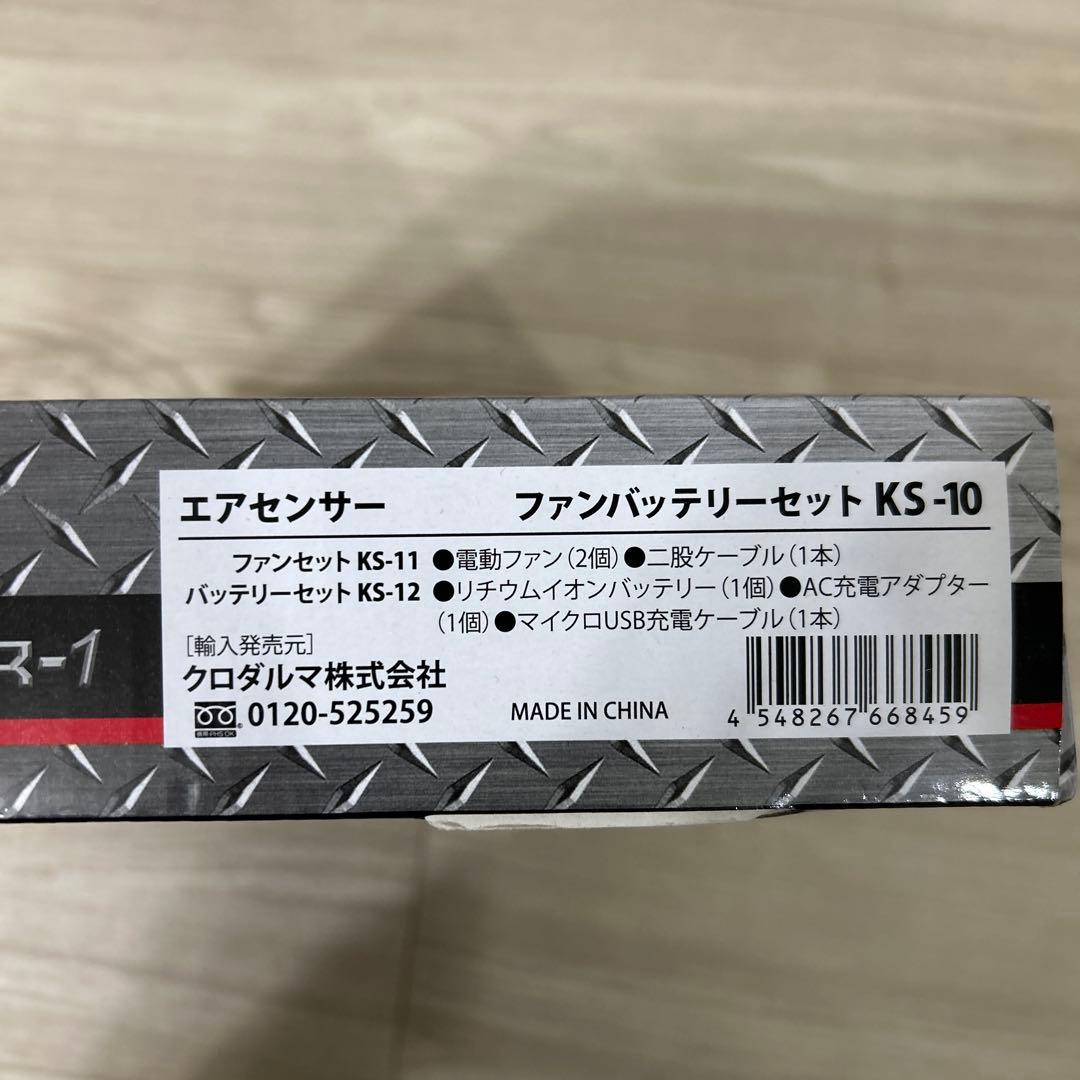 エアセンサー ファンバッテリーセット KS-10
ファンセット KS-11 ●電動ファン(2個)●二股ケーブル(1本)
バッテリーセット KS-12 ●リチウムイオンバッテリー(1個)●AC充電アダプター
(1個)●マイクロUSB充電ケーブル(1本)
[輸入発売元]
クロダルマ株式会社
0120-525259
携帯・PHS OK
MADE IN CHINA
4 548267 668459
R-1